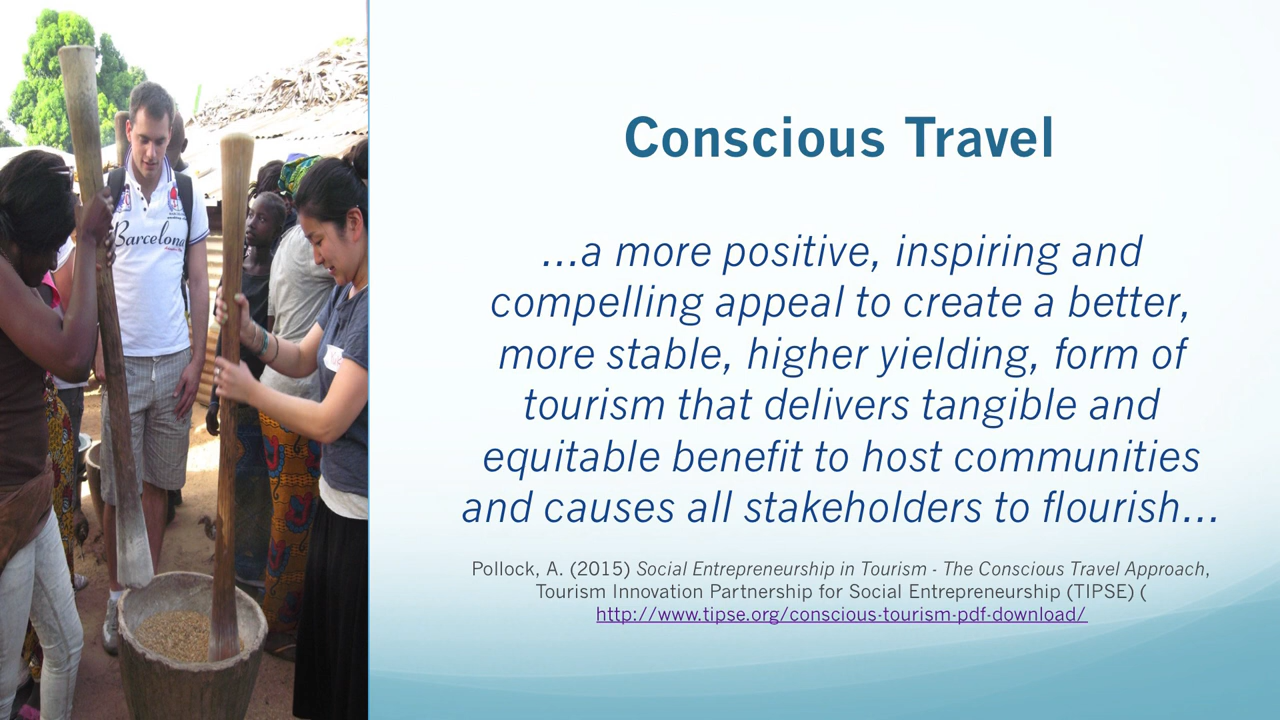 Conscious Travel
...a more positive, inspiring and
compelling appeal to create a better,
more stable, higher yielding, form of
tourism that delivers tangible and
equitable benefit to host communities
and causes all stakeholders to flourish...
Pollock, A. (2015) Social Entrepreneurship in Tourism - The Conscious Travel Approach,
Tourism Innovation Partnership for Social Entrepreneurship (TIPSE) (
http://www.tipse.org/conscious-tourism-pdf-download/
Barcelona